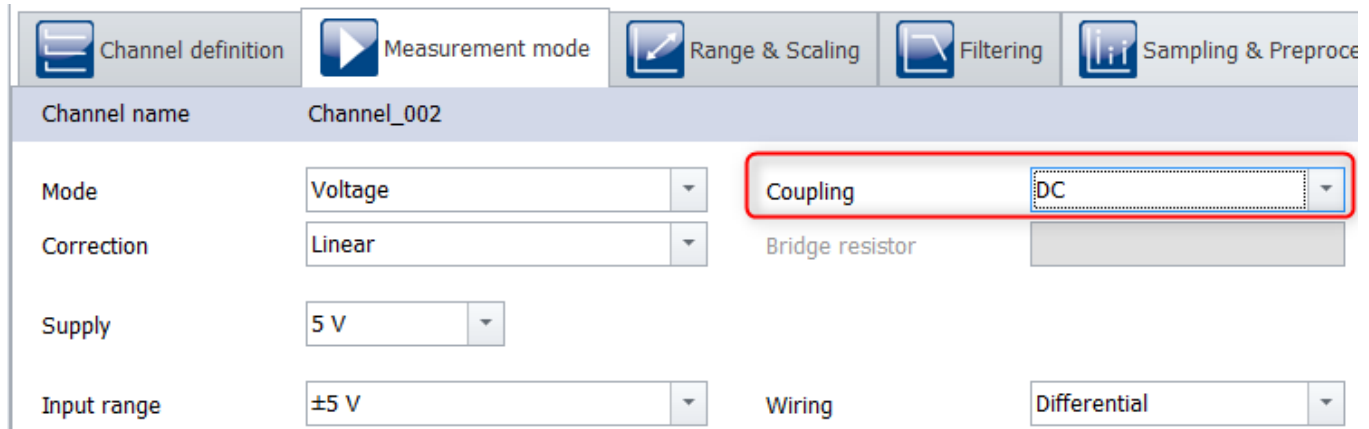 Channel definition Measurement mode Range & Scaling Filtering Sampling & Preproce
Channel name Channel_002
Mode Voltage Coupling DC
Correction Linear Bridge resistor
Supply 5 V
Input range ±5 V Wiring Differential